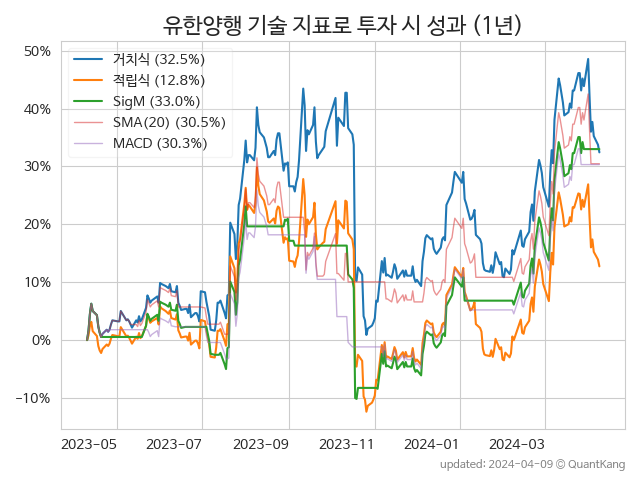 유한양행 기술 지표로 투자 시 성과 (1년)
50%
40%
30%
20%
10%
0%
−10%
거치식 (32.5%)
적립식 (12.8%)
SigM (33.0%)
SMA(20) (30.5%)
MACD (30.3%)
2023-05 2023-07 2023-09 2023-11 2024-01 2024-03
updated: 2024-04-09 © QuantKang